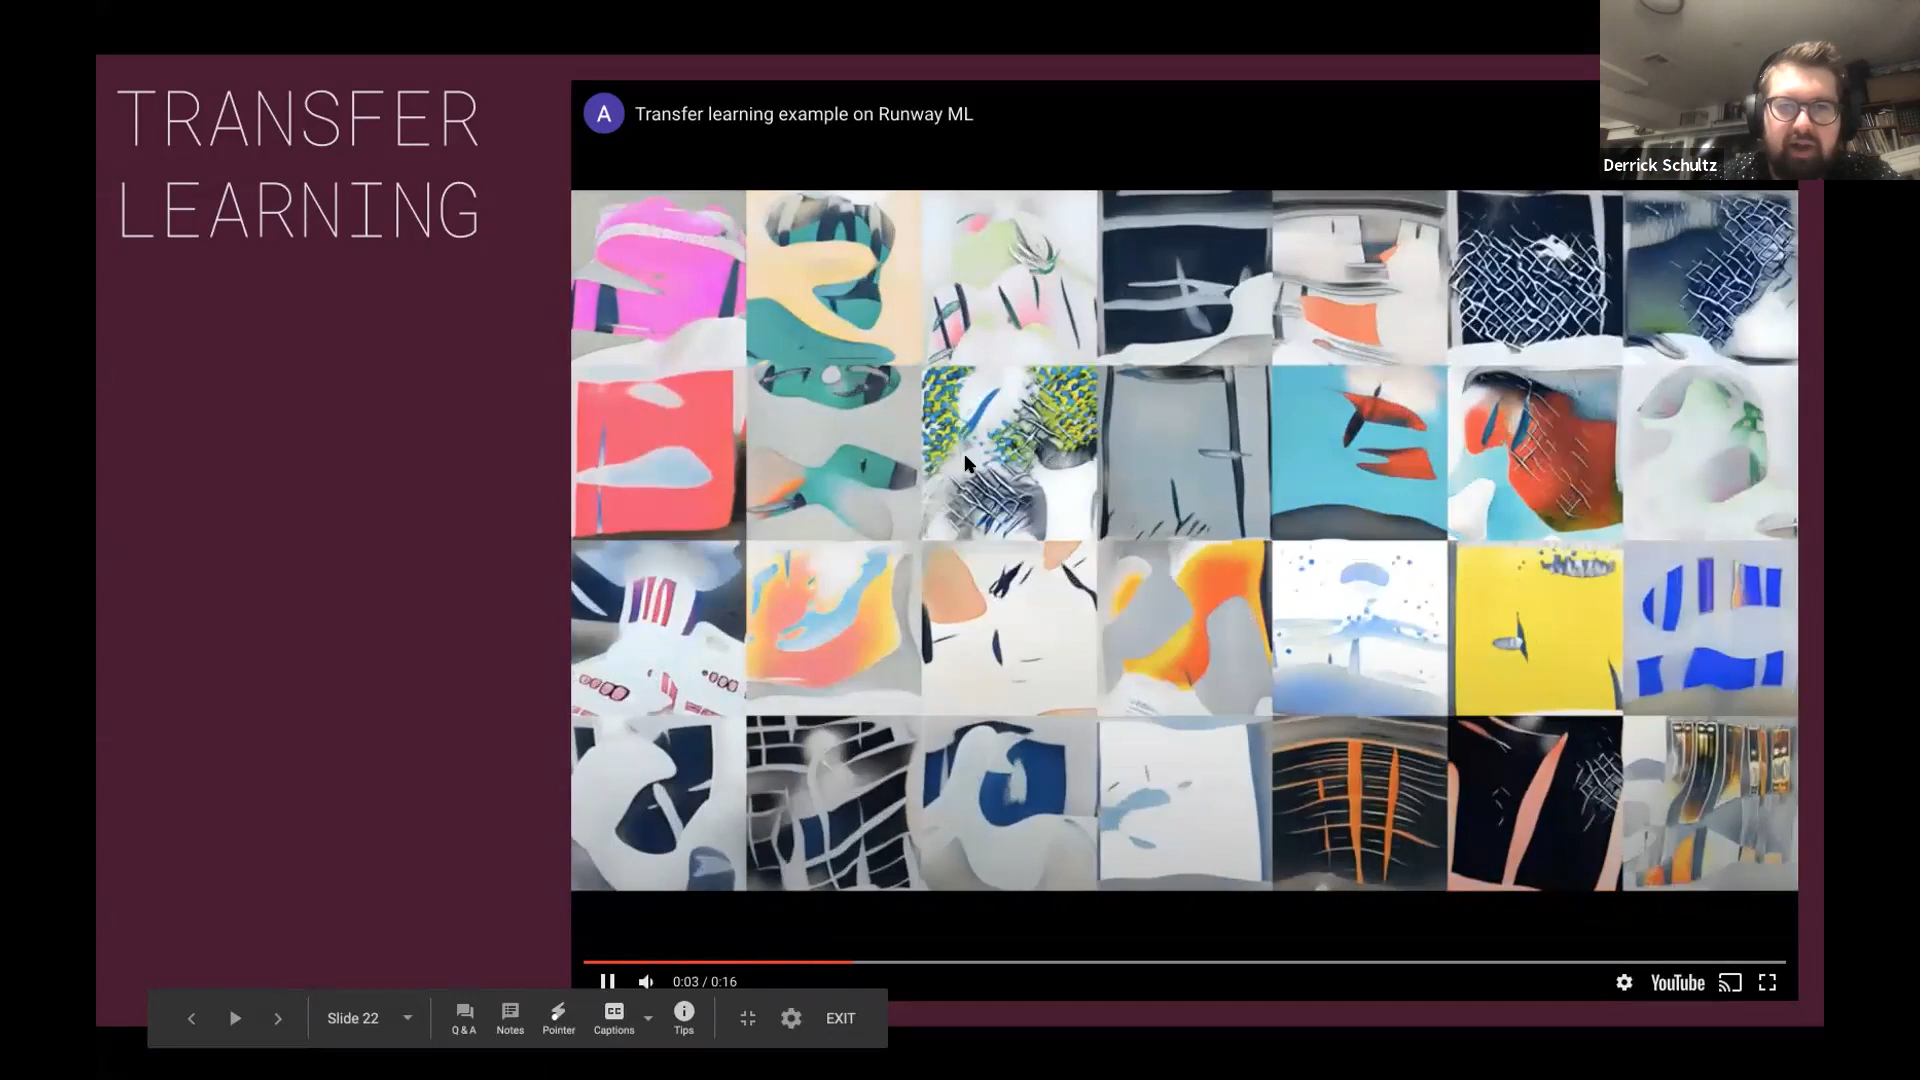 TRANSFER
LEARNING
A
Transfer learning example on Runway ML
Derrick Schultz
0:03 / 0:16
YouTube
Slide 22
Q & A
Notes
CC
Pointer
Captions
Tips
EXIT